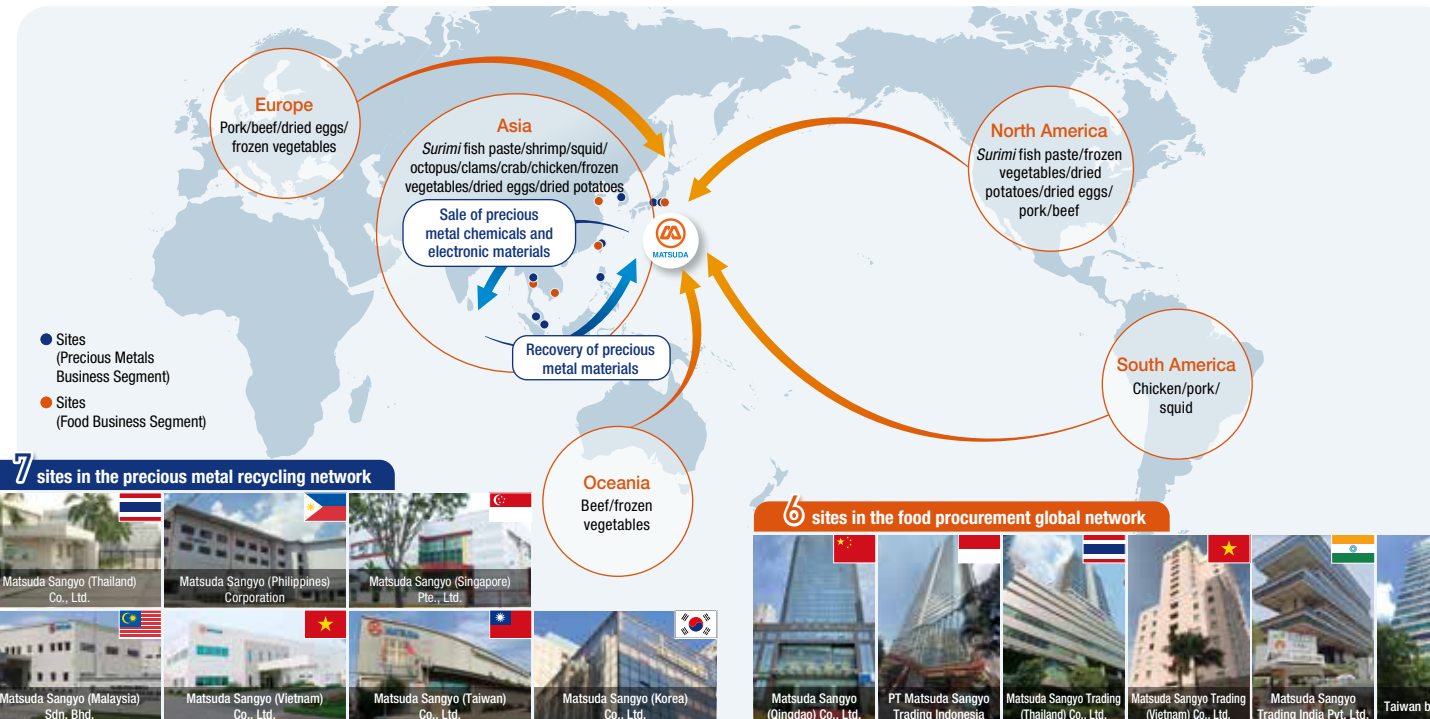 Europe
Pork/beef/dried eggs/
frozen vegetables
Asia
Surimi fish paste/shrimp/squid/
octopus/clams/crab/chicken/frozen
vegetables/dried eggs/dried potatoes
Sale of precious
metal chemicals and
electronic materials
MATSUDA
Recovery of precious
metal materials
North America
Surimi fish paste/frozen
vegetables/dried
potatoes/dried eggs/
pork/beef
South America
Chicken/pork/
squid
Oceania
Beef/frozen
vegetables
Sites
(Precious Metals
Business Segment)
Sites
(Food Business Segment)
7 sites in the precious metal recycling network
Matsuda Sangyo (Thailand)
Co., Ltd.
Matsuda Sangyo (Philippines)
Corporation
Matsuda Sangyo (Singapore)
Pte., Ltd.
Matsuda Sangyo (Malaysia)
Sdn. Bhd.
Matsuda Sangyo (Vietnam)
Co., Ltd.
MATSUDA
Matsuda Sangyo (Taiwan)
Co., Ltd.
Matsuda Sangyo (Korea)
Co., Ltd.
6 sites in the food procurement global network
Matsuda Sangyo
(Qingdao) Co., Ltd.
PT Matsuda Sangyo
Trading Indonesia
Matsuda Sangyo Trading
(Thailand) Co., Ltd.
Matsuda Sangyo Trading
(Vietnam) Co., Ltd.
Matsuda Sangyo
Trading India Pvt. Ltd.
Taiwan b